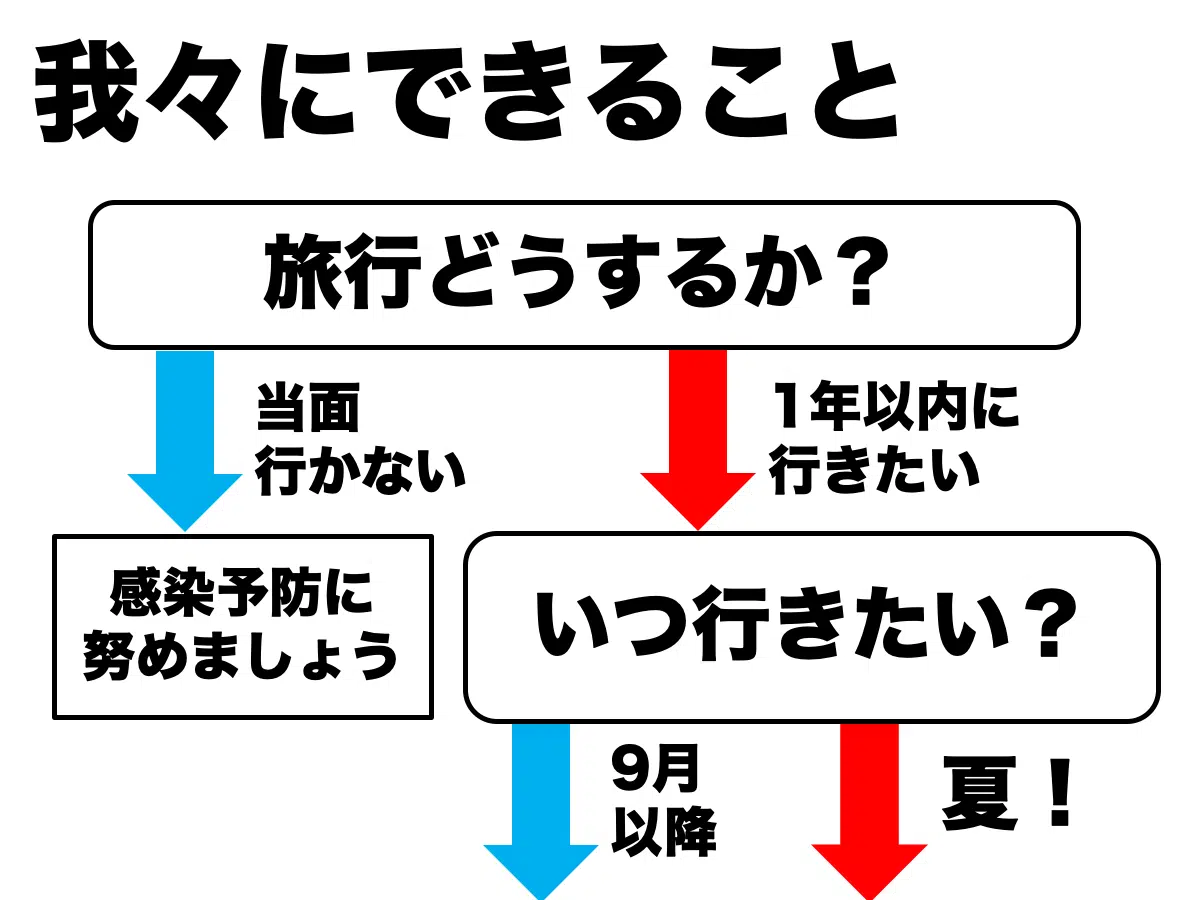 我々にできること
旅行どうするか？
当面
行かない
1年以内に
行きたい
感染予防に
努めましょう
いつ行きたい？
9月
以降
夏！